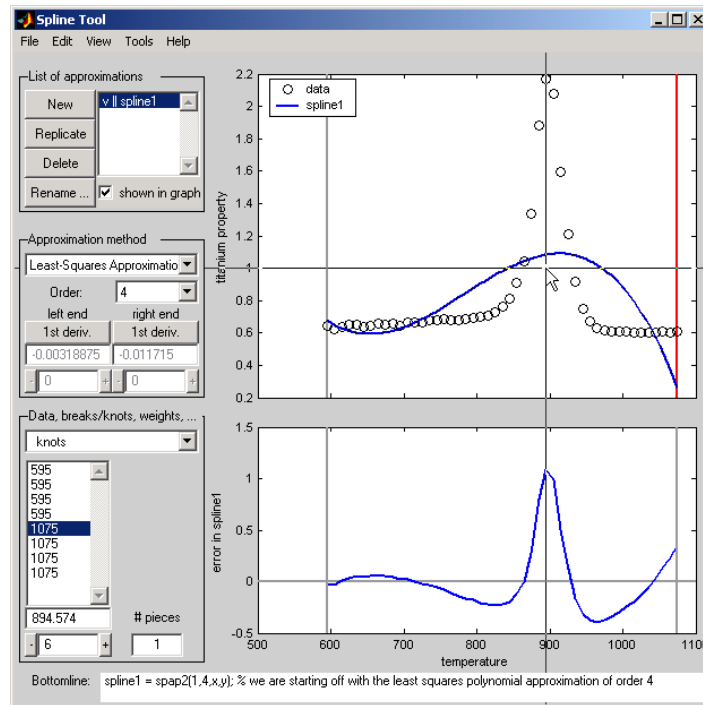 Spline Tool
File Edit View Tools Help
List of approximations
New
Replicate
Delete
Rename ...
v || spline1
shown in graph
Approximation method
Least-Squares Approximatio
Order: 4
left end right end
1st deriv. 1st deriv.
-0.00318875 -0.011715
- 0 + - 0 +
Data, breaks/knots, weights, ...
knots
595
595
595
595
1075
1075
1075
1075
894.574
# pieces
- 6 + 1
data
spline1
2.2
2
1.8
1.6
1.4
1.2
1
0.8
0.6
0.4
0.2
titanium property
1.5
1
0.5
0
-0.5
error in spline1
500 600 700 800 900 1000 1100
temperature
Bottomline: spline1 = spap2(1,4,x,y); % we are starting off with the least squares polynomial approximation of order 4